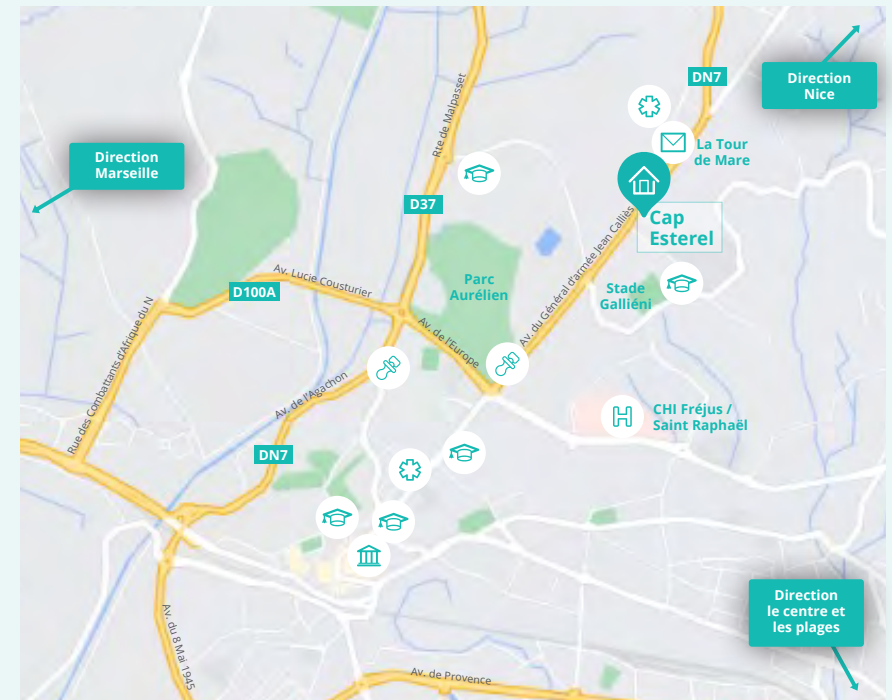 DN7
Direction
Nice
Direction
Marseille
Rte de Malpasset
La Tour
de Mare
D37
Cap
Esterel
Av. du Général d'armée Jean Calliès
Av. Lucie Cousturier
D100A
Parc
Aurélien
Stade
Galliéni
Av. de l'Europe
Rue des Combattants d'Afrique du N
Av. de l'Agachon
CHI Fréjus /
Saint Raphaël
DN7
Direction
le centre et
les plages
Av. du 8 Mai 1945
Av. de Provence